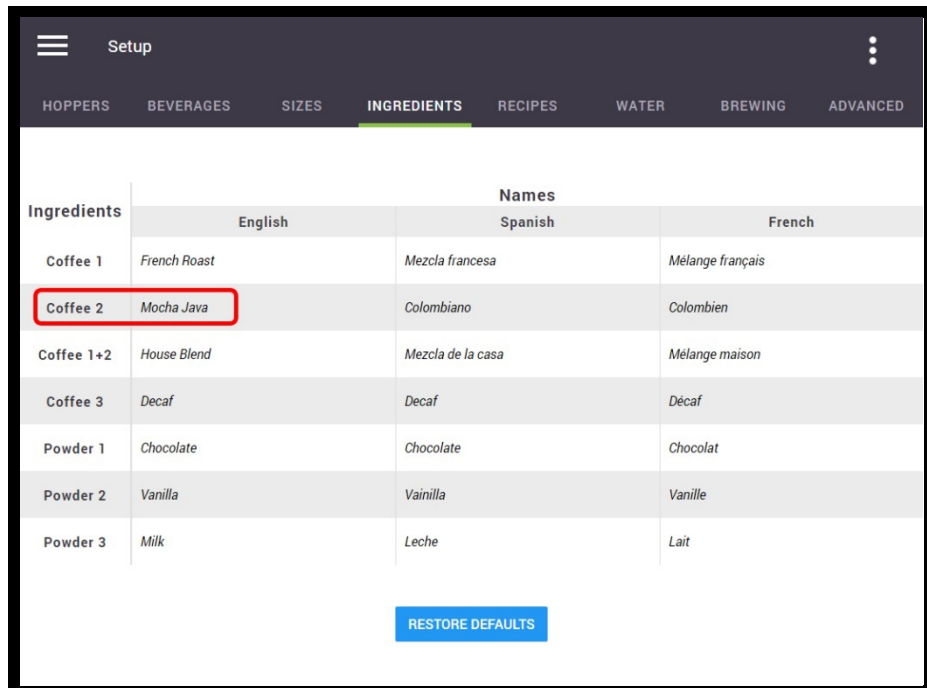 Setup
HOPPERS BEVERAGES SIZES INGREDIENTS RECIPES WATER BREWING ADVANCED
Names
Ingredients
English Spanish French
Coffee 1 French Roast Mezcla francesa Mélange français
Coffee 2 Mocha Java Colombiano Colombien
Coffee 1+2 House Blend Mezcla de la casa Mélange maison
Coffee 3 Decaf Decaf Décaf
Powder 1 Chocolate Chocolate Chocolat
Powder 2 Vanilla Vainilla Vanille
Powder 3 Milk Leche Lait
RESTORE DEFAULTS